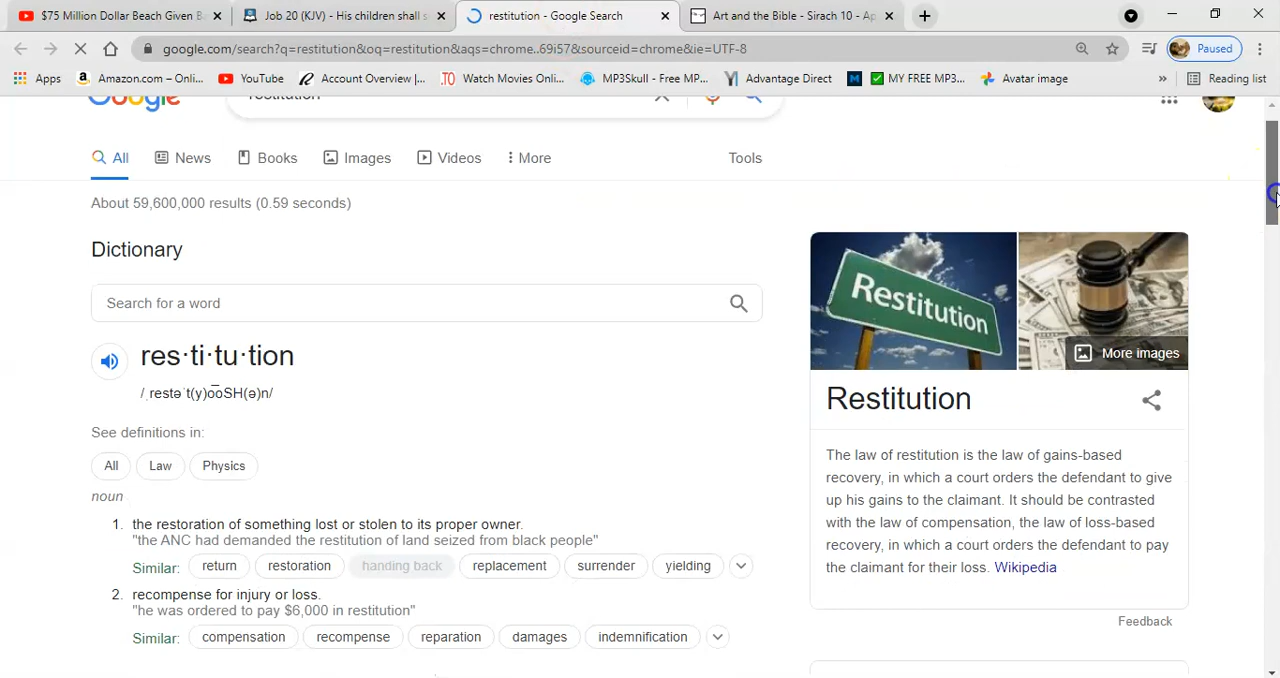 $75 Million Dollar Beach Given B
Job 20 (KJV) - His children shall s
restitution - Google Search
Art and the Bible - Sirach 10 - Ap
google.com/search?q=restitution&oq=restitution&aqs=chrome..69i57&sourceid=chrome&ie=UTF-8
Paused
Apps
Amazon.com – Onli...
YouTube
Account Overview |...
Watch Movies Onli...
MP3Skull - Free MP...
Advantage Direct
MY FREE MP3...
Avatar image
»
Reading list
Google
restitution
All
News
Books
Images
Videos
More
Tools
About 59,600,000 results (0.59 seconds)
Dictionary
Search for a word
res·ti·tu·tion
/ˌrestəˈt(y)o͞oSH(ə)n/
See definitions in:
All
Law
Physics
noun
1. the restoration of something lost or stolen to its proper owner.
"the ANC had demanded the restitution of land seized from black people"
Similar: return restoration handing back replacement surrender yielding
2. recompense for injury or loss.
"he was ordered to pay $6,000 in restitution"
Similar: compensation recompense reparation damages indemnification
Restitution
More images
Restitution
The law of restitution is the law of gains-based
recovery, in which a court orders the defendant to give
up his gains to the claimant. It should be contrasted
with the law of compensation, the law of loss-based
recovery, in which a court orders the defendant to pay
the claimant for their loss. Wikipedia
Feedback